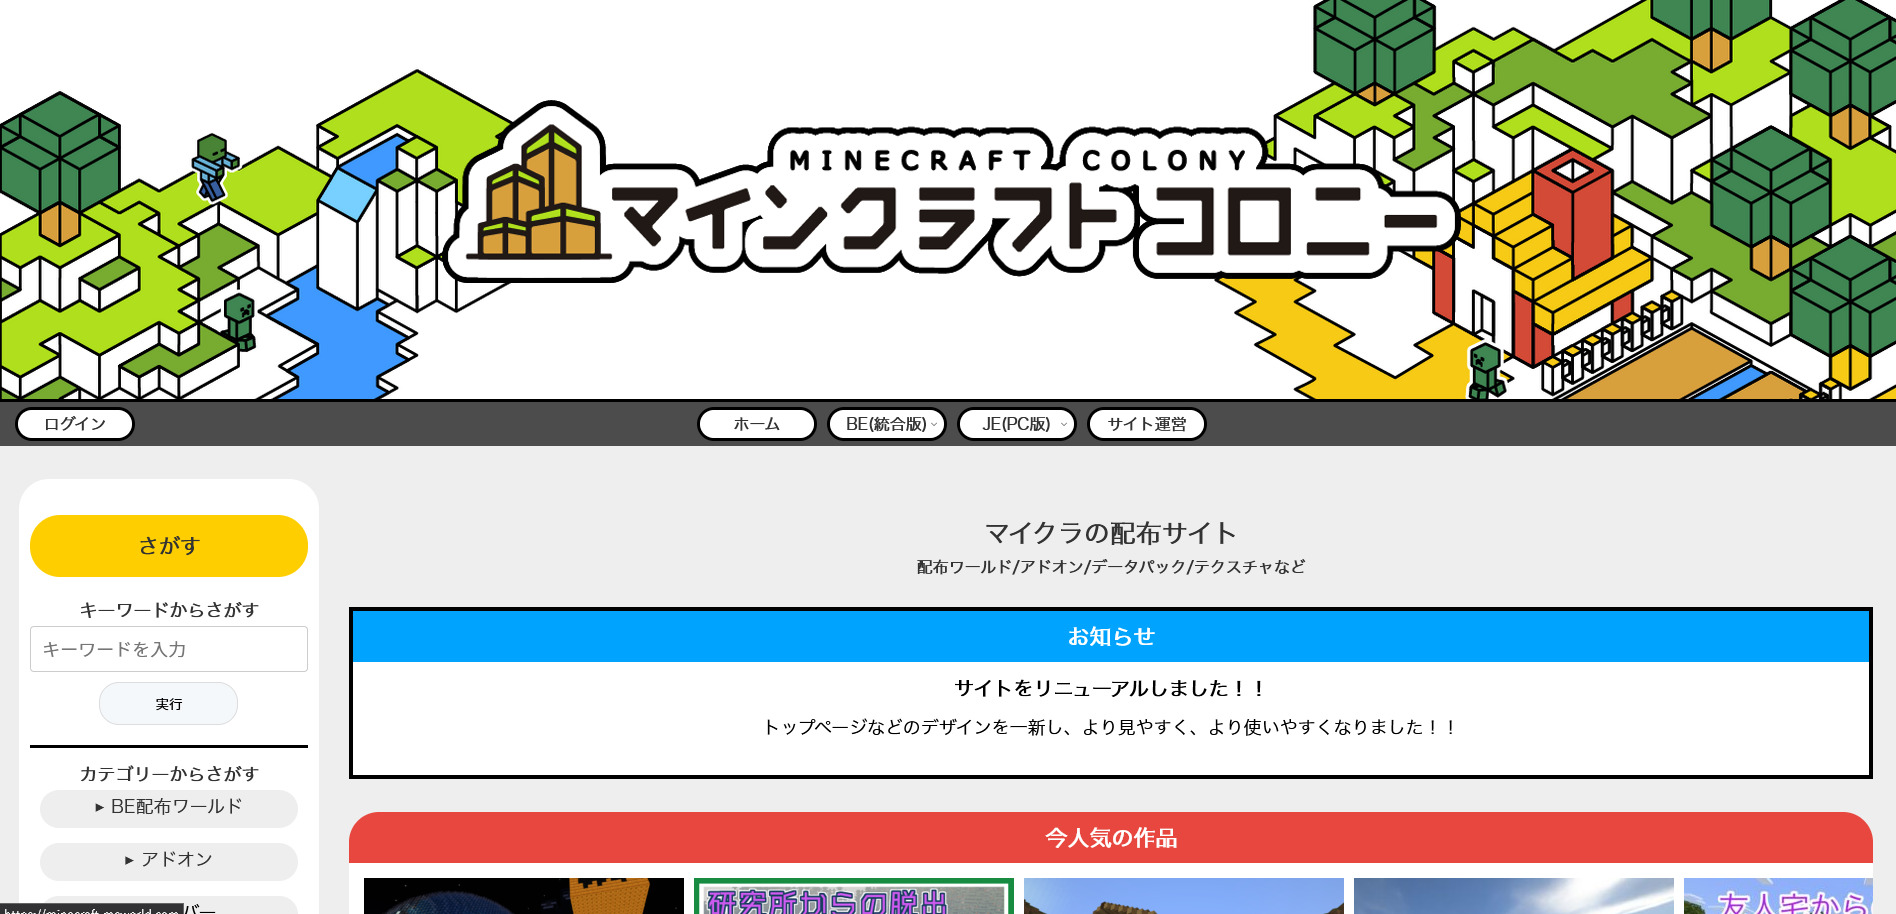 MINECRAFT COLONY
マインクラフトコロニー
ログイン
ホーム
BE(統合版)
JE(PC版)
サイト運営
さがす
キーワードからさがす
キーワードを入力
実行
カテゴリーからさがす
▸ BE配布ワールド
▸ アドオン
バー
マイクラの配布サイト
配布ワールド/アドオン/データパック/テクスチャなど
お知らせ
サイトをリニューアルしました！！
トップページなどのデザインを一新し、より見やすく、より使いやすくなりました！！
今人気の作品
研究所からの脱出
友人宅から